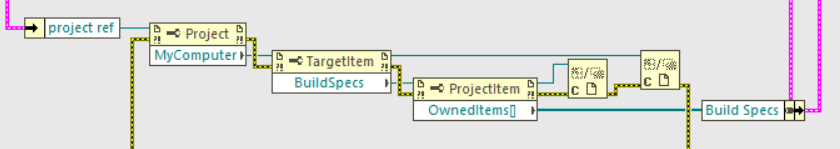 project ref
Project
MyComputer
TargetItem
BuildSpecs
ProjectItem
OwnedItems[]
C
C
Build Specs